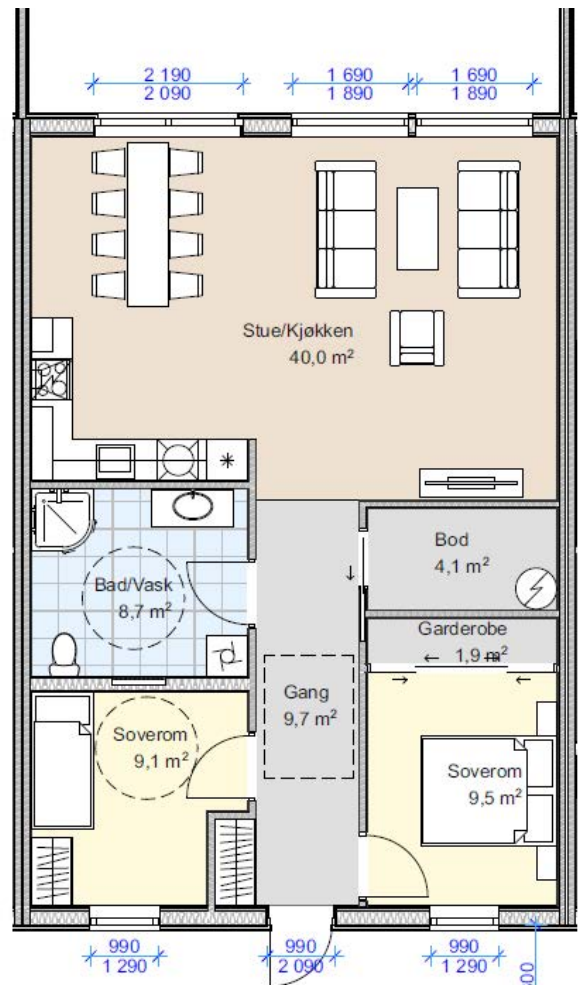 2 190 1 690 1 690
2 090 1 890 1 890
Stue/Kjøkken
40,0 m²
Bod
4,1 m²
Bad/Vask
8,7 m²
Garderobe
1,9 m²
Gang
9,7 m²
Soverom
9,1 m²
Soverom
9,5 m²
990 990 990
1 290 2 090 1 290